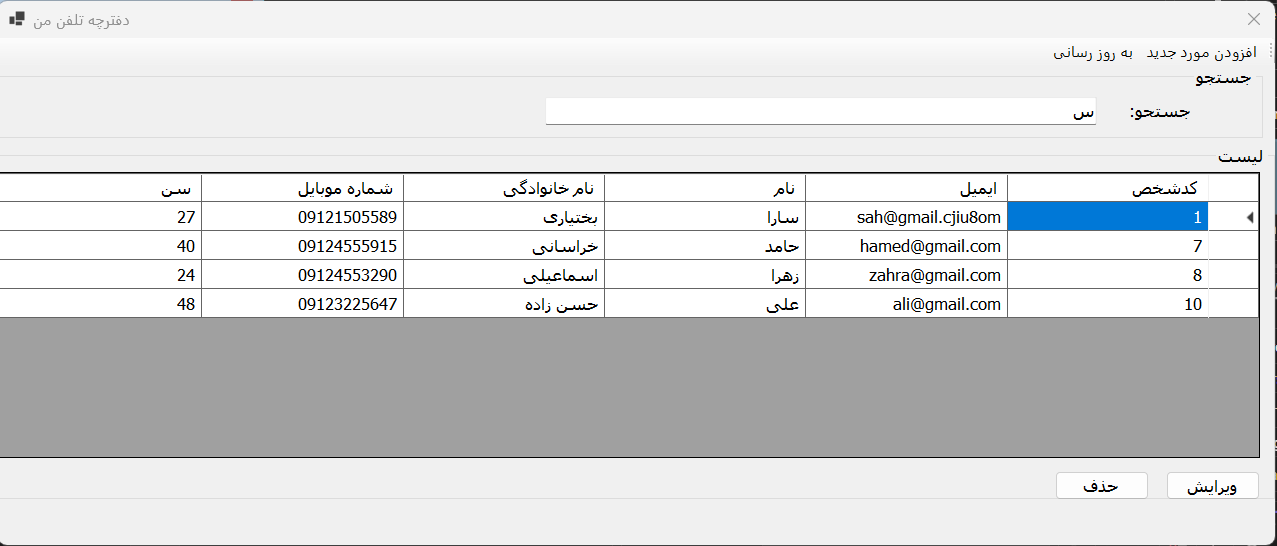 دفترچه تلفن من
افزودن مورد جدید به روز رسانی
جستجو
جستجو: س
لیست
کدشخص ایمیل نام نام خانوادگی شماره موبایل سن
1 sah@gmail.cjiu8om سارا بختیاری 09121505589 27
7 hamed@gmail.com حامد خراسانی 09124555915 40
8 zahra@gmail.com زهرا اسماعیلی 09124553290 24
10 ali@gmail.com علی حسن زاده 09123225647 48
ویرایش حذف